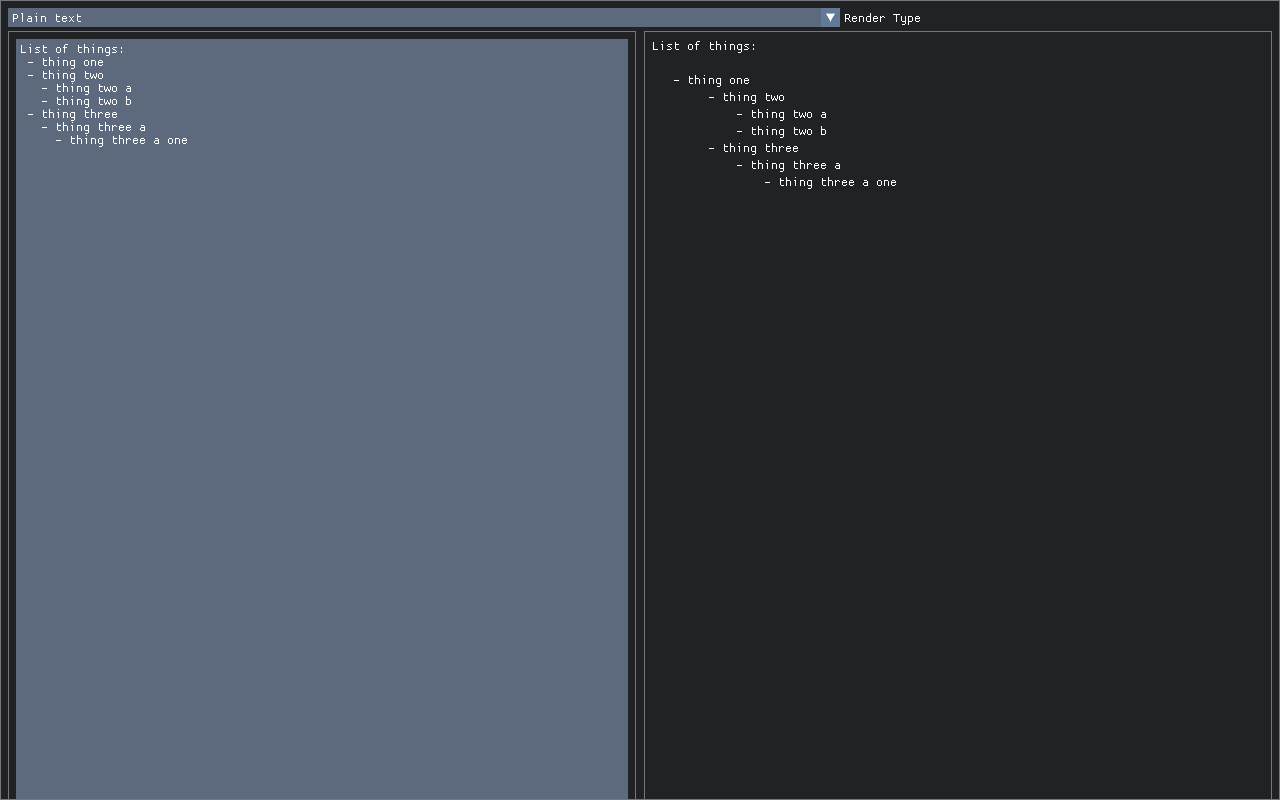 Plain text ▼ Render Type
List of things:
 - thing one
 - thing two
   - thing two a
   - thing two b
 - thing three
   - thing three a
     - thing three a one
List of things:

   - thing one
        - thing two
            - thing two a
            - thing two b
        - thing three
            - thing three a
                - thing three a one